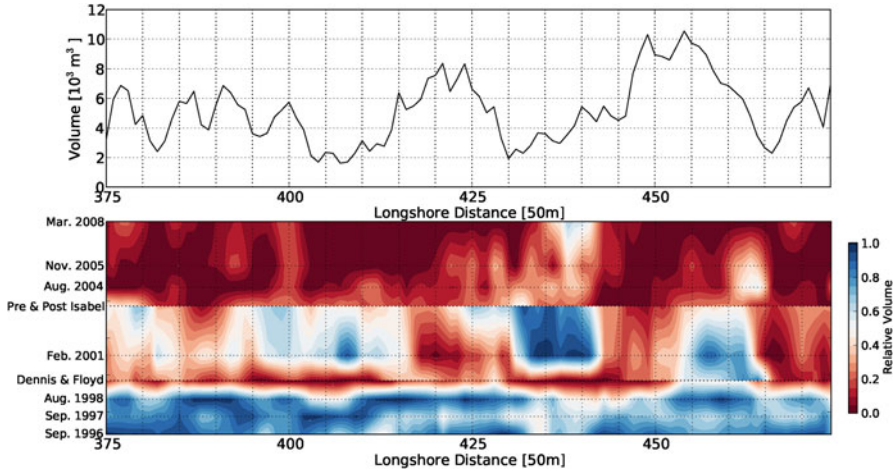 12
10
8
6
4
2
0
Volume [10³ m³]
375 400 425 450
Longshore Distance [50m]
Mar. 2008
Nov. 2005
Aug. 2004
Pre & Post Isabel
Feb. 2001
Dennis & Floyd
Aug. 1998
Sep. 1997
Sep. 1996
375 400 425 450
Longshore Distance [50m]
1.0
0.8
0.6
0.4
0.2
0.0
Relative Volume